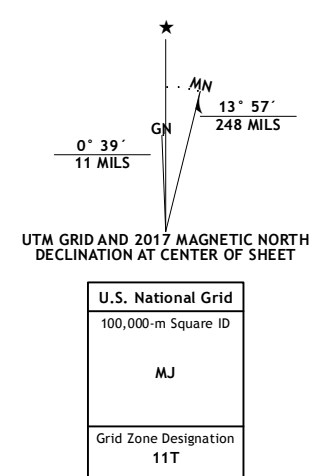 MN
13° 57´
248 MILS
GN
0° 39´
11 MILS
UTM GRID AND 2017 MAGNETIC NORTH
DECLINATION AT CENTER OF SHEET
U.S. National Grid
100,000-m Square ID
MJ
Grid Zone Designation
11T